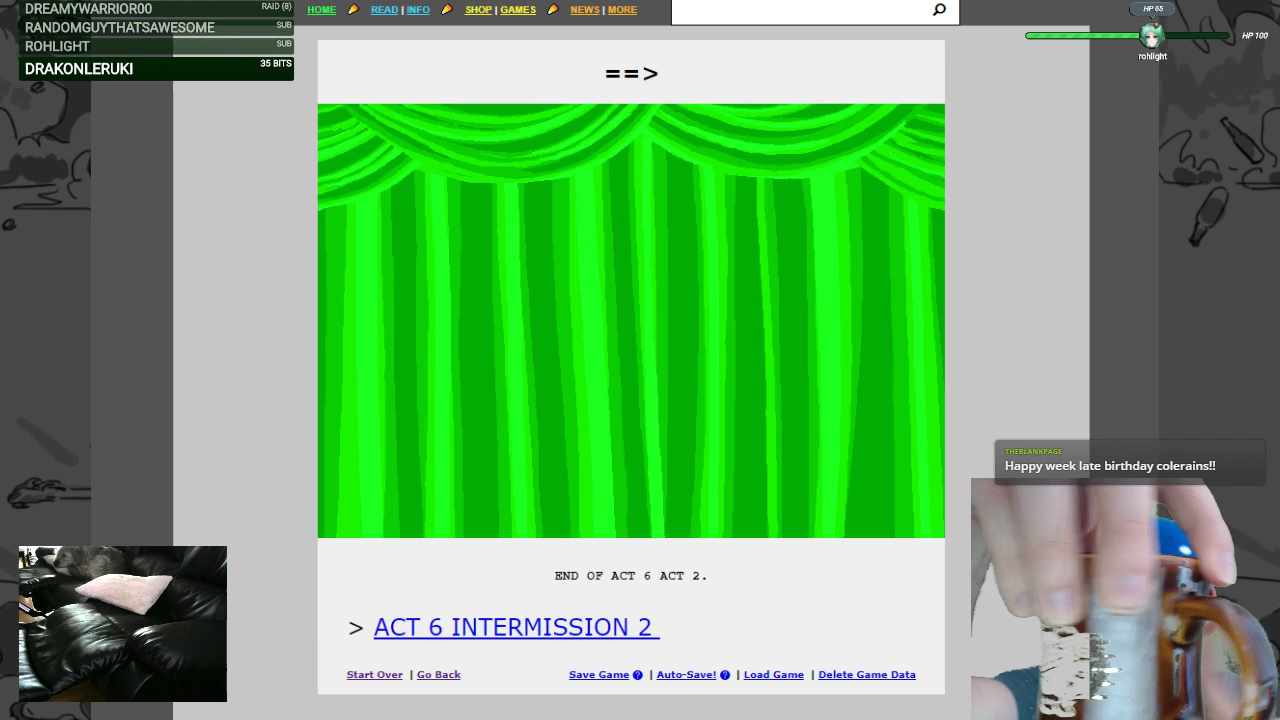 DREAMYWARRIOR00 RAID (8)
RANDOMGUYTHATSAWESOME SUB
ROHLIGHT SUB
DRAKONLERUKI 35 BITS
HOME READ | INFO SHOP | GAMES NEWS | MORE
HP 65
HP 100
rohlight
==>
THEBLANKPAGE
Happy week late birthday colerains!!
END OF ACT 6 ACT 2.
> ACT 6 INTERMISSION 2
Start Over | Go Back Save Game ? | Auto-Save! ? | Load Game | Delete Game Data